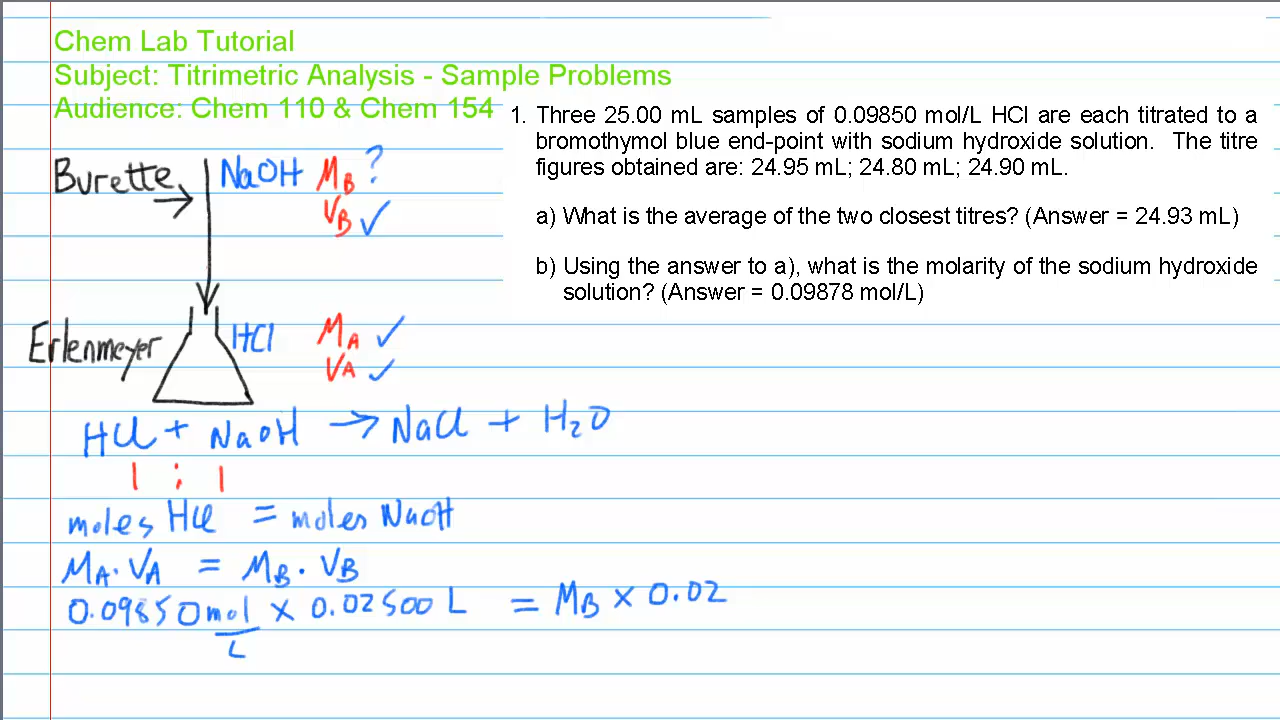 Chem Lab Tutorial
Subject: Titrimetric Analysis - Sample Problems
Audience: Chem 110 & Chem 154
1. Three 25.00 mL samples of 0.09850 mol/L HCl are each titrated to a
bromothymol blue end-point with sodium hydroxide solution. The titre
figures obtained are: 24.95 mL; 24.80 mL; 24.90 mL.
a) What is the average of the two closest titres? (Answer = 24.93 mL)
b) Using the answer to a), what is the molarity of the sodium hydroxide
solution? (Answer = 0.09878 mol/L)
Burette NaOH MB ?
VB ✓
Erlenmeyer HCl MA ✓
VA ✓
HCl + NaOH → NaCl + H2O
1 : 1
moles HCl = moles NaOH
MA · VA = MB · VB
0.09850 mol/L × 0.02500 L = MB × 0.02